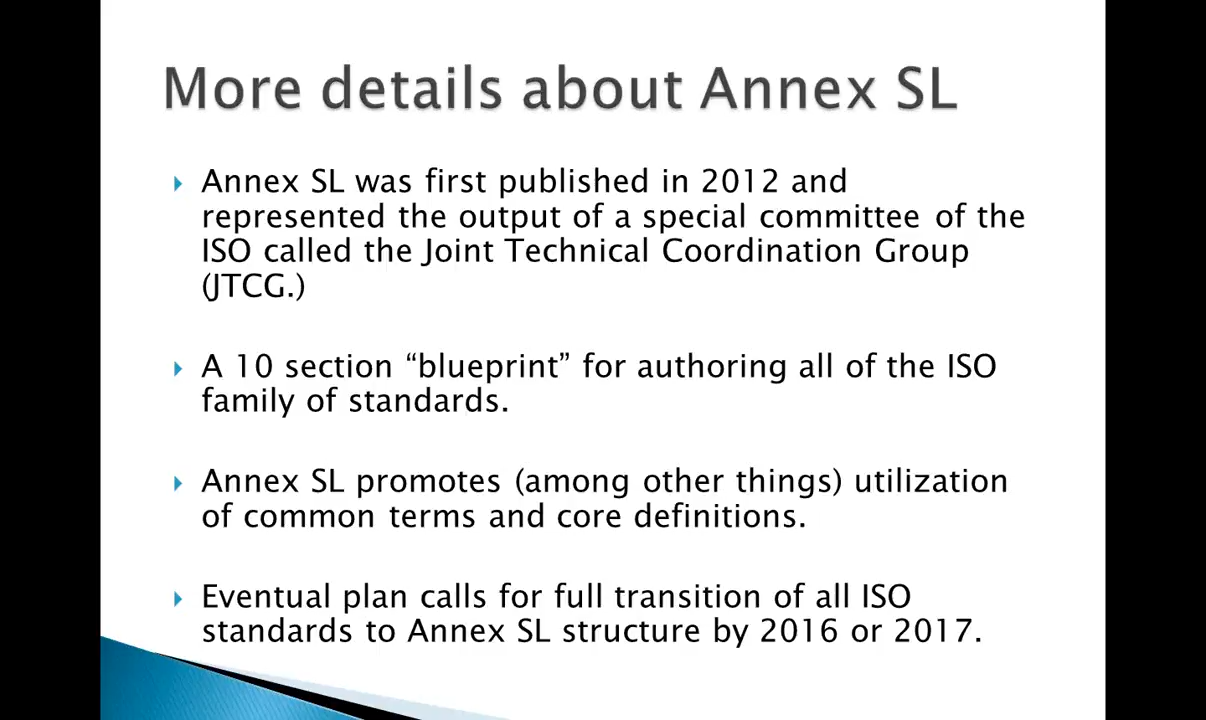 More details about Annex SL
Annex SL was first published in 2012 and
represented the output of a special committee of the
ISO called the Joint Technical Coordination Group
(JTCG.)
A 10 section “blueprint” for authoring all of the ISO
family of standards.
Annex SL promotes (among other things) utilization
of common terms and core definitions.
Eventual plan calls for full transition of all ISO
standards to Annex SL structure by 2016 or 2017.